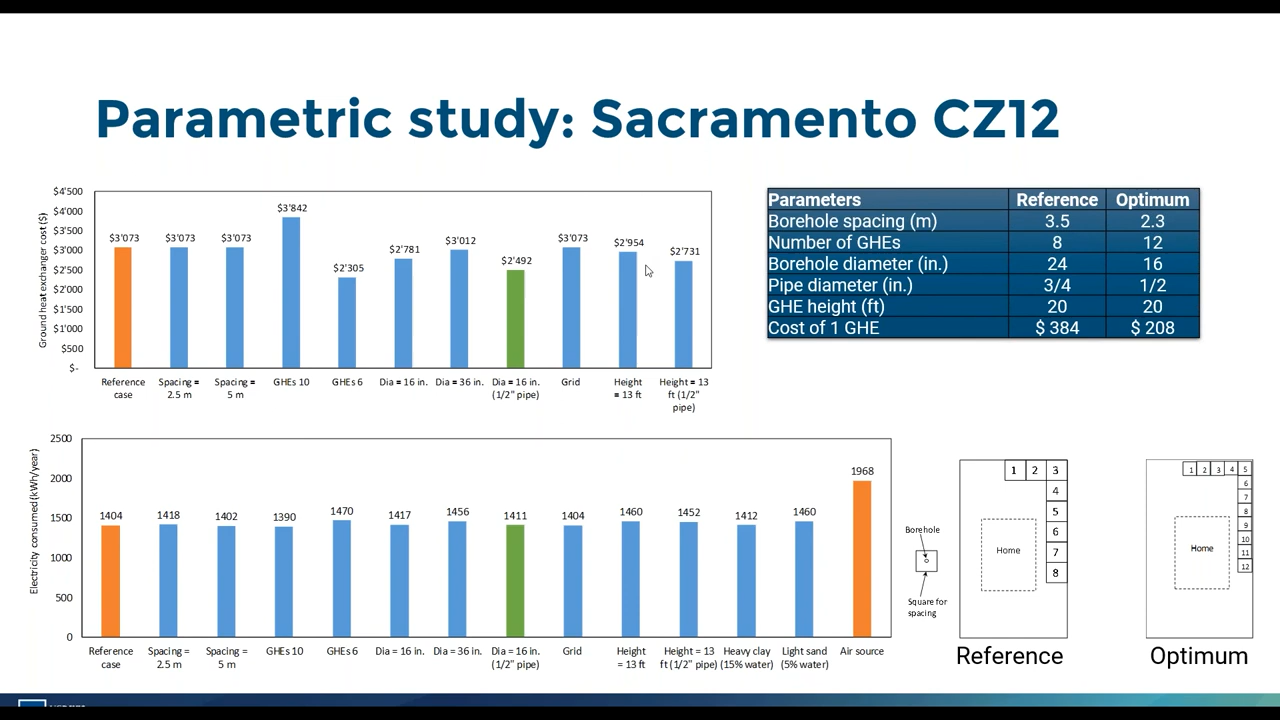 Parametric study: Sacramento CZ12
Ground heat exchanger cost ($)
$4'500
$4'000
$3'500
$3'000
$2'500
$2'000
$1'500
$1'000
$500
$-
$3'073
$3'073
$3'073
$3'842
$2'305
$2'781
$3'012
$2'492
$3'073
$2'954
$2'731
Reference case
Spacing = 2.5 m
Spacing = 5 m
GHEs 10
GHEs 6
Dia = 16 in.
Dia = 36 in.
Dia = 16 in. (1/2" pipe)
Grid
Height = 13 ft
Height = 13 ft (1/2" pipe)
Parameters Reference Optimum
Borehole spacing (m) 3.5 2.3
Number of GHEs 8 12
Borehole diameter (in.) 24 16
Pipe diameter (in.) 3/4 1/2
GHE height (ft) 20 20
Cost of 1 GHE $ 384 $ 208
Electricity consumed (kWh/year)
2500
2000
1500
1000
500
0
1404
1418
1402
1390
1470
1417
1456
1411
1404
1460
1452
1412
1460
1968
Reference case
Spacing = 2.5 m
Spacing = 5 m
GHEs 10
GHEs 6
Dia = 16 in.
Dia = 36 in.
Dia = 16 in. (1/2" pipe)
Grid
Height = 13 ft
Height = 13 ft (1/2" pipe)
Heavy clay (15% water)
Light sand (5% water)
Air source
Borehole
Square for
spacing
1 2 3
4
5
6
7
8
Home
Reference
1 2 3 4 5
6
7
8
9
10
11
12
Home
Optimum